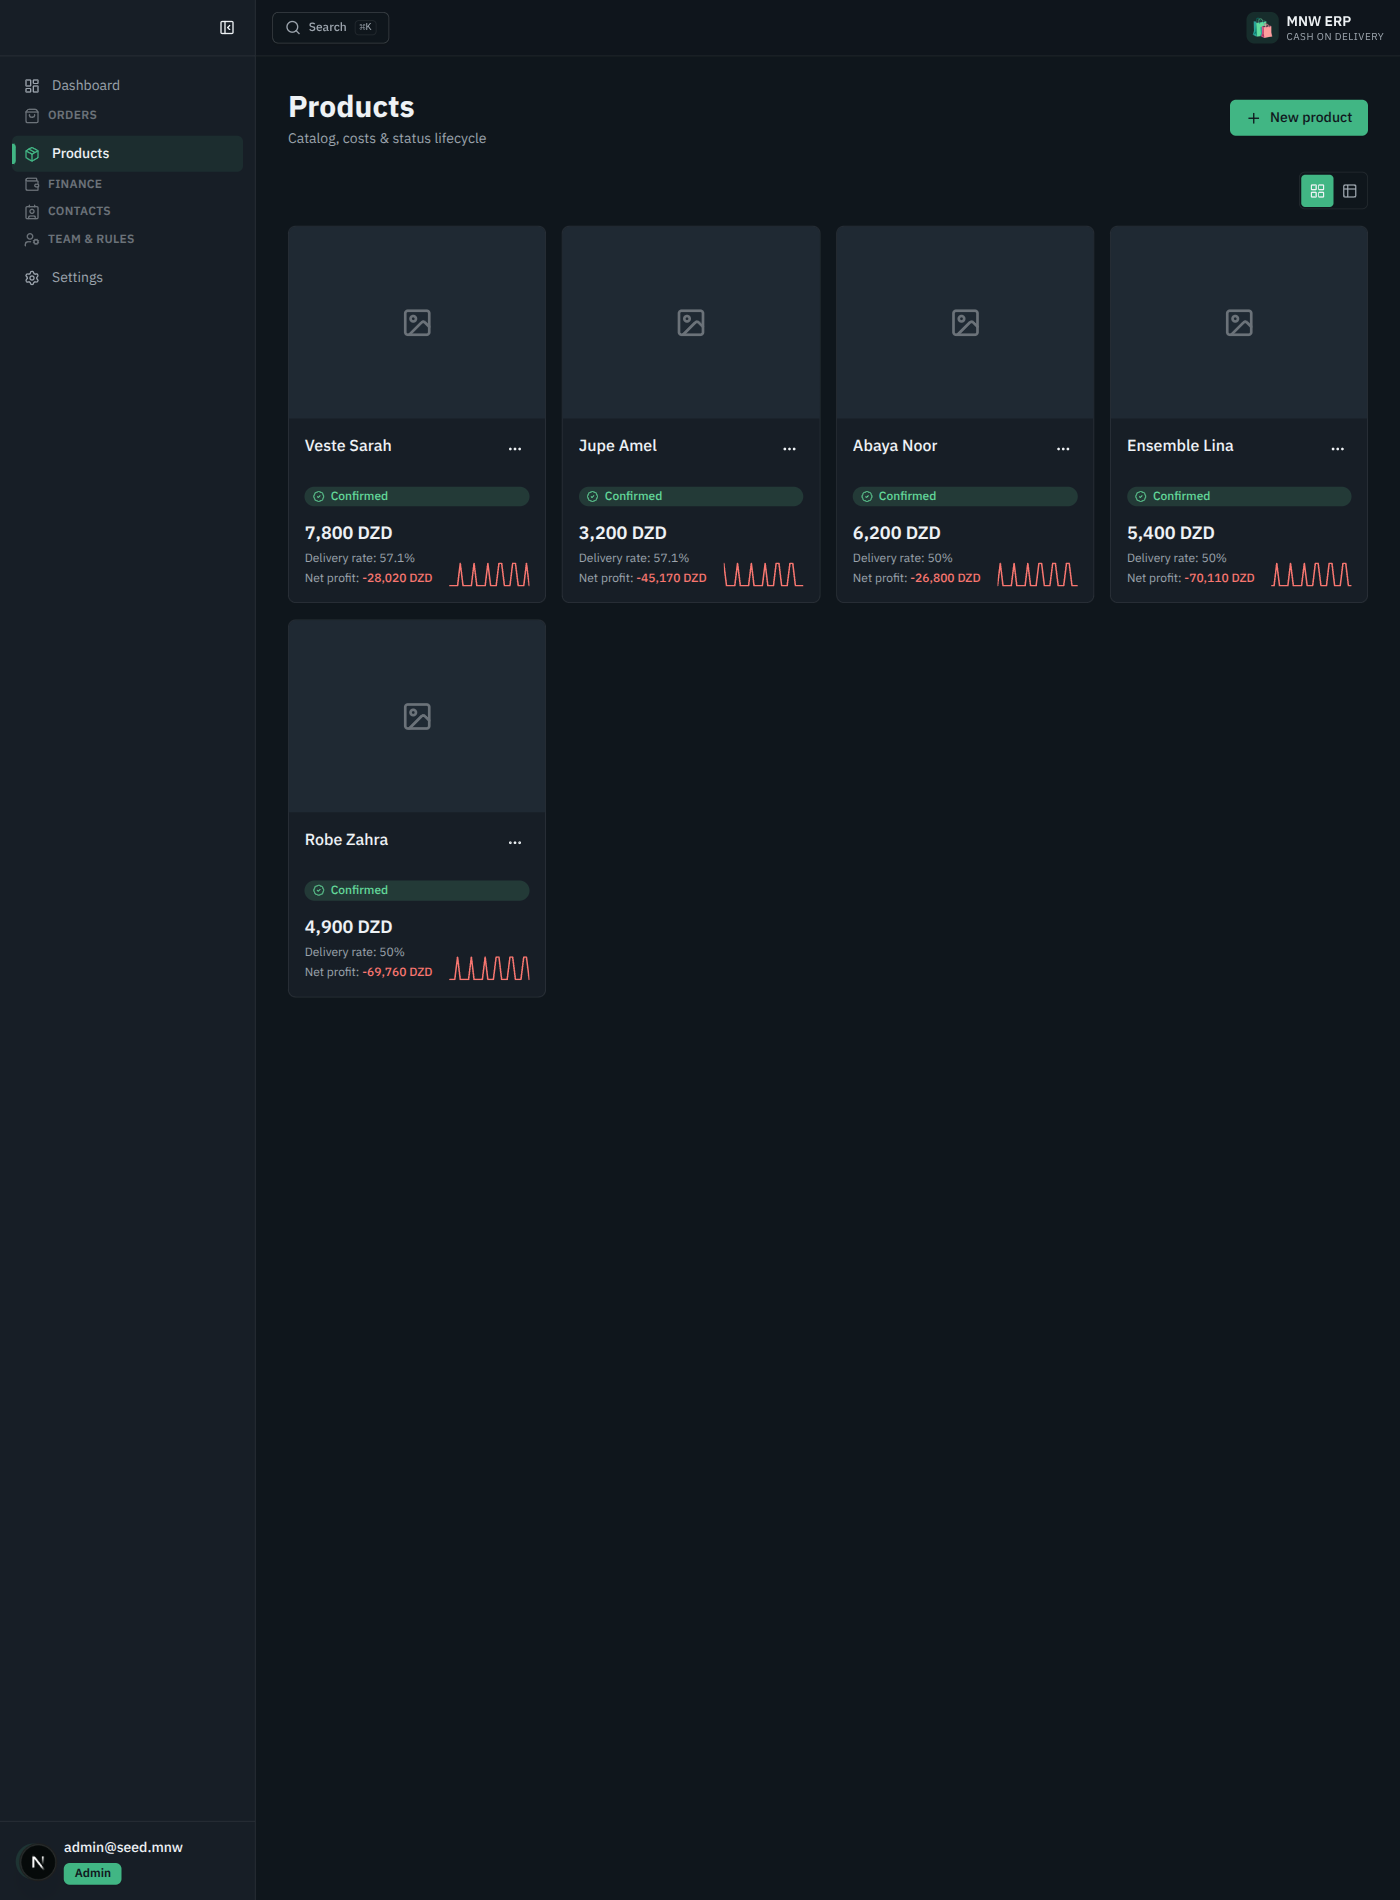 Search ⌘K
MNW ERP
CASH ON DELIVERY
Dashboard
ORDERS
Products
FINANCE
CONTACTS
TEAM & RULES
Settings
Products
Catalog, costs & status lifecycle
New product
Veste Sarah
Confirmed
7,800 DZD
Delivery rate: 57.1%
Net profit: -28,020 DZD
Jupe Amel
Confirmed
3,200 DZD
Delivery rate: 57.1%
Net profit: -45,170 DZD
Abaya Noor
Confirmed
6,200 DZD
Delivery rate: 50%
Net profit: -26,800 DZD
Ensemble Lina
Confirmed
5,400 DZD
Delivery rate: 50%
Net profit: -70,110 DZD
Robe Zahra
Confirmed
4,900 DZD
Delivery rate: 50%
Net profit: -69,760 DZD
N
admin@seed.mnw
Admin